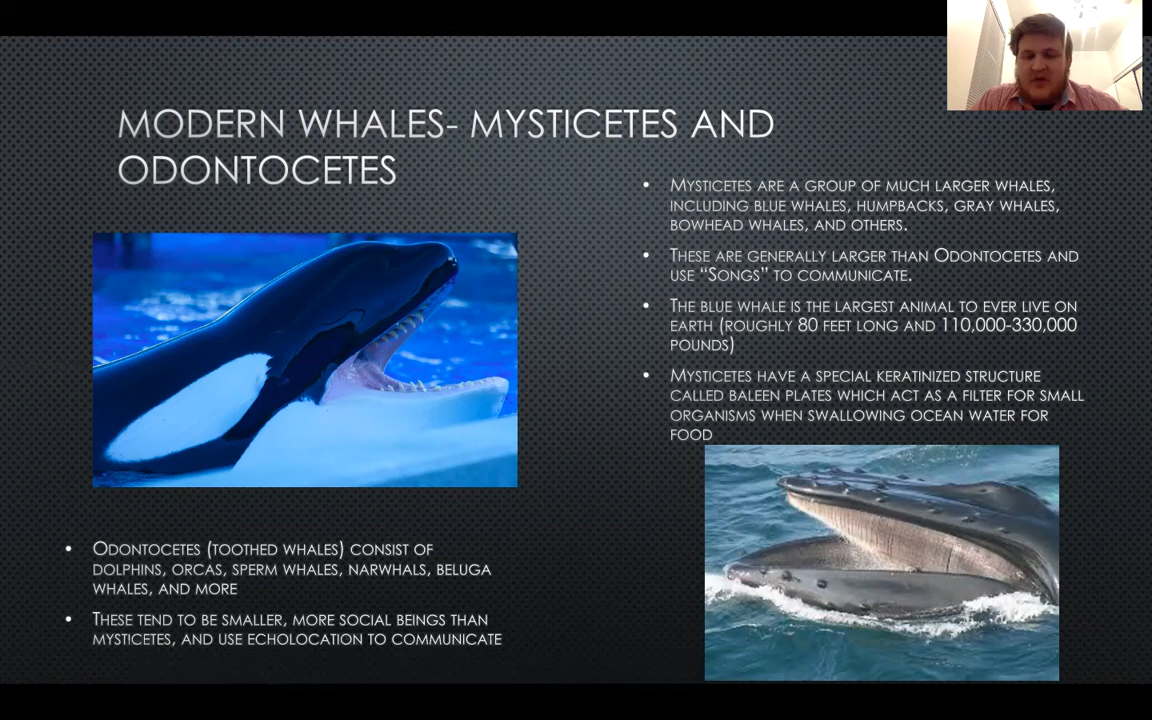 MODERN WHALES- MYSTICETES AND
ODONTOCETES
• ODONTOCETES (TOOTHED WHALES) CONSIST OF
DOLPHINS, ORCAS, SPERM WHALES, NARWHALS, BELUGA
WHALES, AND MORE
• THESE TEND TO BE SMALLER, MORE SOCIAL BEINGS THAN
MYSTICETES, AND USE ECHOLOCATION TO COMMUNICATE
• MYSTICETES ARE A GROUP OF MUCH LARGER WHALES,
INCLUDING BLUE WHALES, HUMPBACKS, GRAY WHALES,
BOWHEAD WHALES, AND OTHERS.
• THESE ARE GENERALLY LARGER THAN ODONTOCETES AND
USE “SONGS” TO COMMUNICATE.
• THE BLUE WHALE IS THE LARGEST ANIMAL TO EVER LIVE ON
EARTH (ROUGHLY 80 FEET LONG AND 110,000-330,000
POUNDS)
• MYSTICETES HAVE A SPECIAL KERATINIZED STRUCTURE
CALLED BALEEN PLATES WHICH ACT AS A FILTER FOR SMALL
ORGANISMS WHEN SWALLOWING OCEAN WATER FOR
FOOD